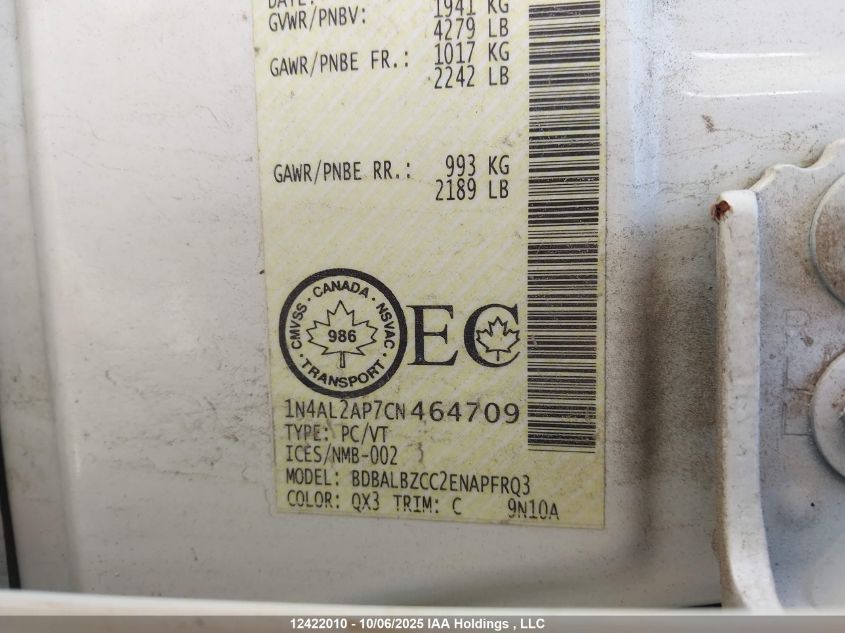 DATE:
GVWR/PNBV: 1941 KG
4279 LB
GAWR/PNBE FR.: 1017 KG
2242 LB
GAWR/PNBE RR.: 993 KG
2189 LB
CMVSS · CANADA · NSVAC
986
· TRANSPORT ·
EC
1N4AL2AP7CN464709
TYPE: PC/VT
ICES/NMB-002
MODEL: BDBALBZCC2ENAPFRQ3
COLOR: QX3 TRIM: C 9N10A
12422010 - 10/06/2025 IAA Holdings , LLC